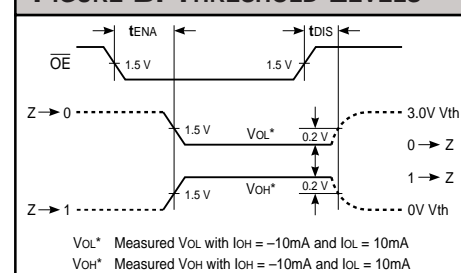 FIGURE B. THRESHOLD LEVELS
tENA
tDIS
OE
1.5 V
1.5 V
Z → 0
3.0V Vth
1.5 V
VOL*
0.2 V
0 → Z
1 → Z
1.5 V
VOH*
0.2 V
Z → 1
0V Vth
VOL* Measured VOL with IOH = –10mA and IOL = 10mA
VOH* Measured VOH with IOH = –10mA and IOL = 10mA